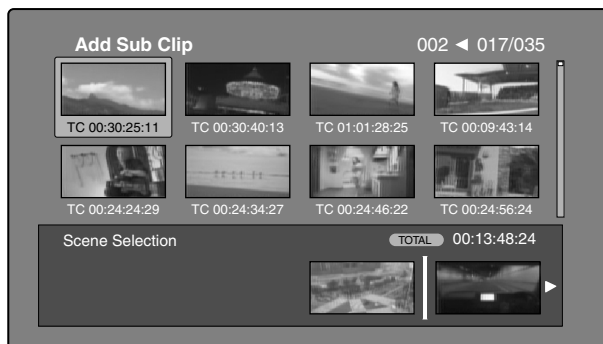 Add Sub Clip 002 ◀ 017/035
TC 00:30:25:11 TC 00:30:40:13 TC 01:01:28:25 TC 00:09:43:14
TC 00:24:24:29 TC 00:24:34:27 TC 00:24:46:22 TC 00:24:56:24
Scene Selection TOTAL 00:13:48:24